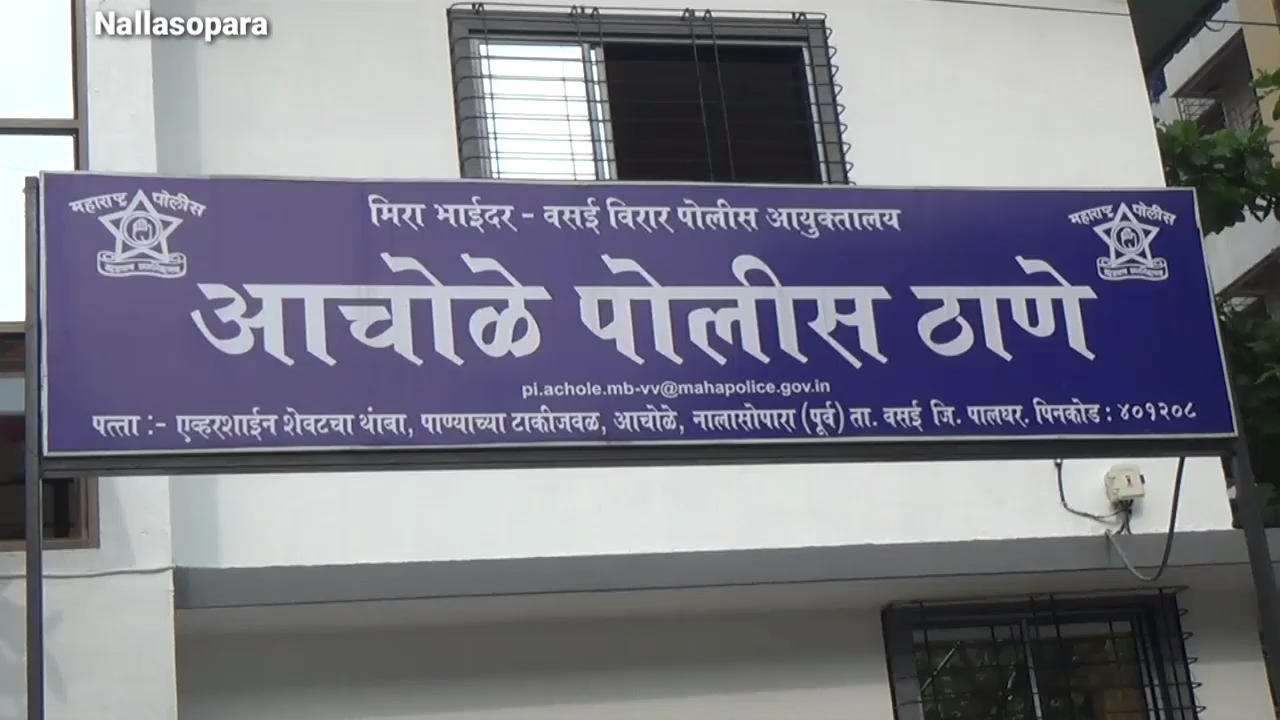 Nallasopara
महाराष्ट्र पोलीस
मिरा भाईंदर - वसई विरार पोलीस आयुक्तालय
महाराष्ट्र पोलीस
आचोळे पोलीस ठाणे
pi.achole.mb-vv@mahapolice.gov.in
पत्ता :- एव्हरशाईन शेवटचा थांबा, पाण्याच्या टाकीजवळ, आचोळे, नालासोपारा (पूर्व) ता. वसई जि. पालघर. पिनकोड : ४०१२०८